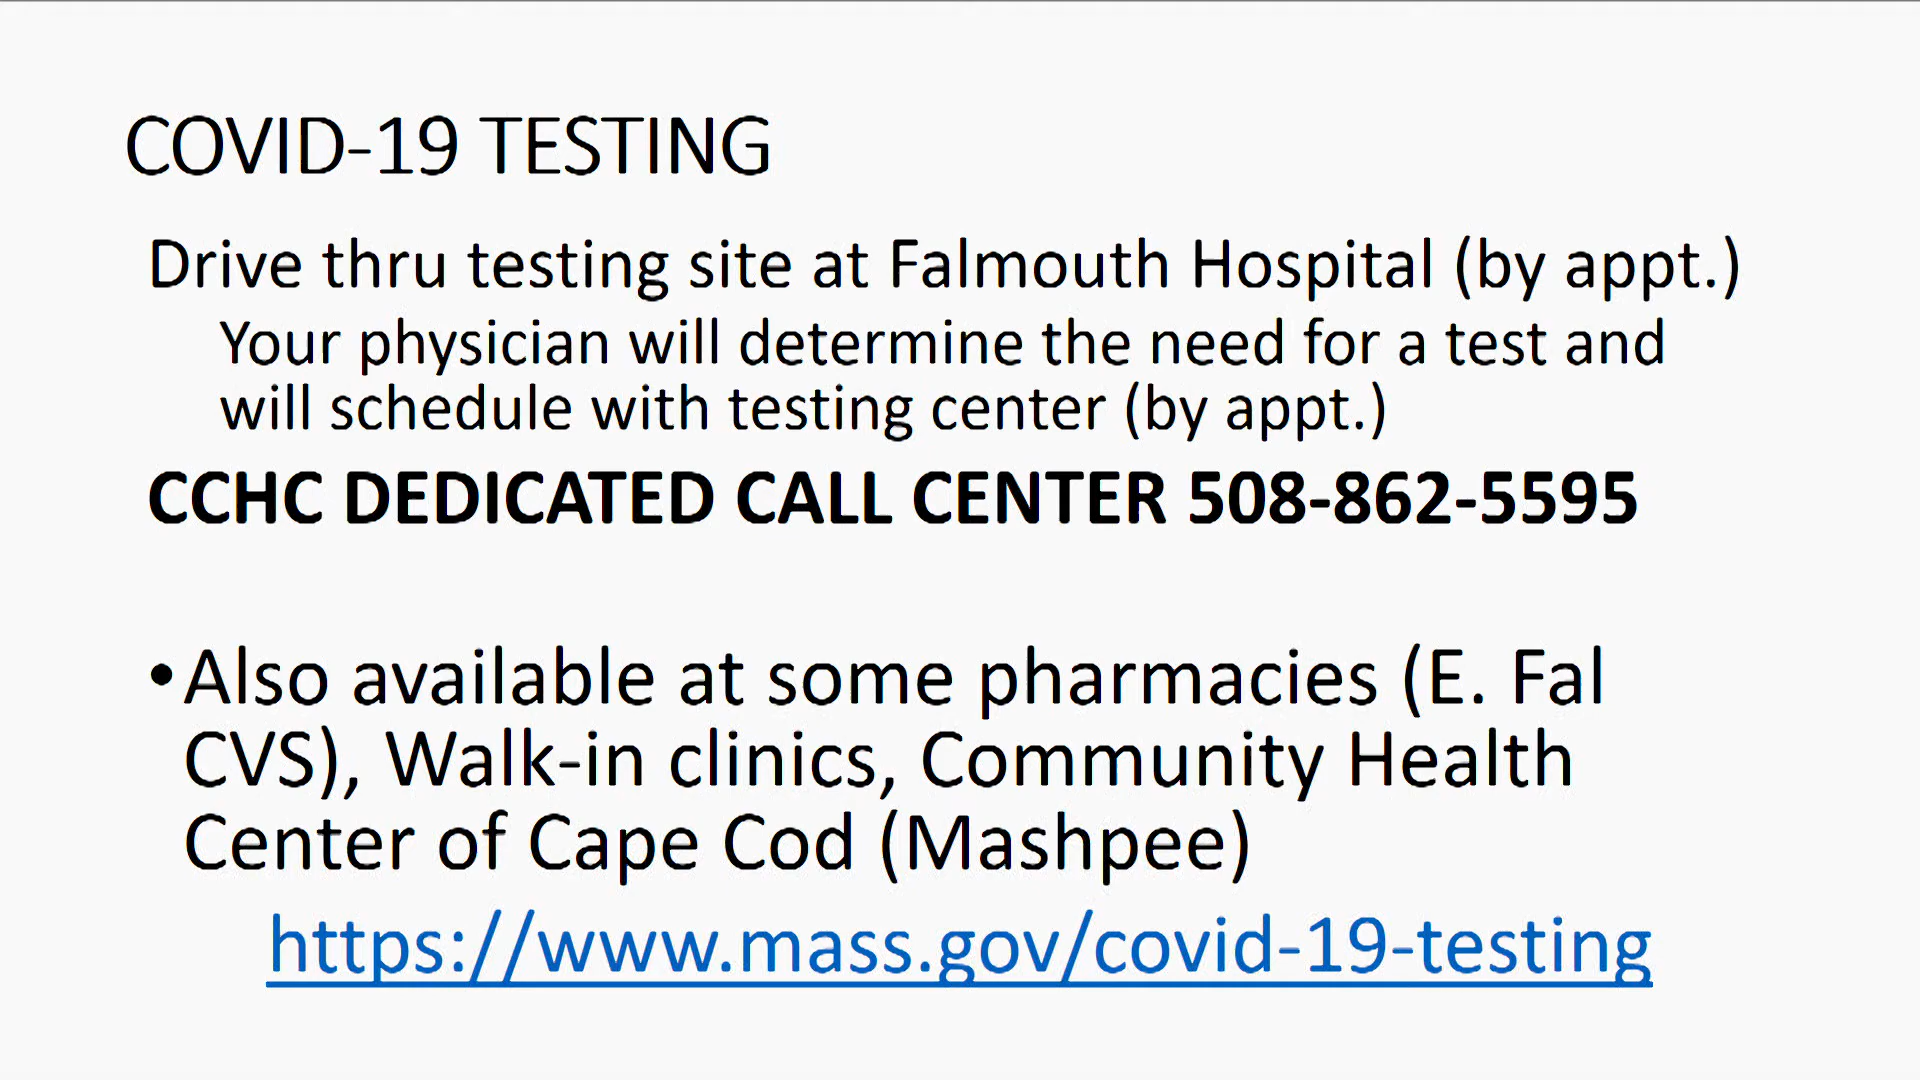 COVID-19 TESTING
Drive thru testing site at Falmouth Hospital (by appt.)
Your physician will determine the need for a test and
will schedule with testing center (by appt.)
CCHC DEDICATED CALL CENTER 508-862-5595
•Also available at some pharmacies (E. Fal
CVS), Walk-in clinics, Community Health
Center of Cape Cod (Mashpee)
https://www.mass.gov/covid-19-testing